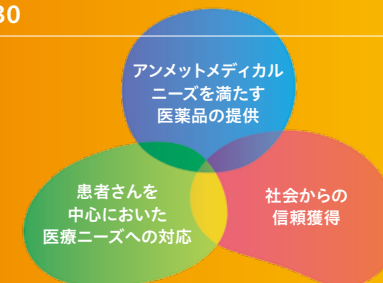 30
アンメットメディカル
ニーズを満たす
医薬品の提供
患者さんを
中心においた
医療ニーズへの対応
社会からの
信頼獲得